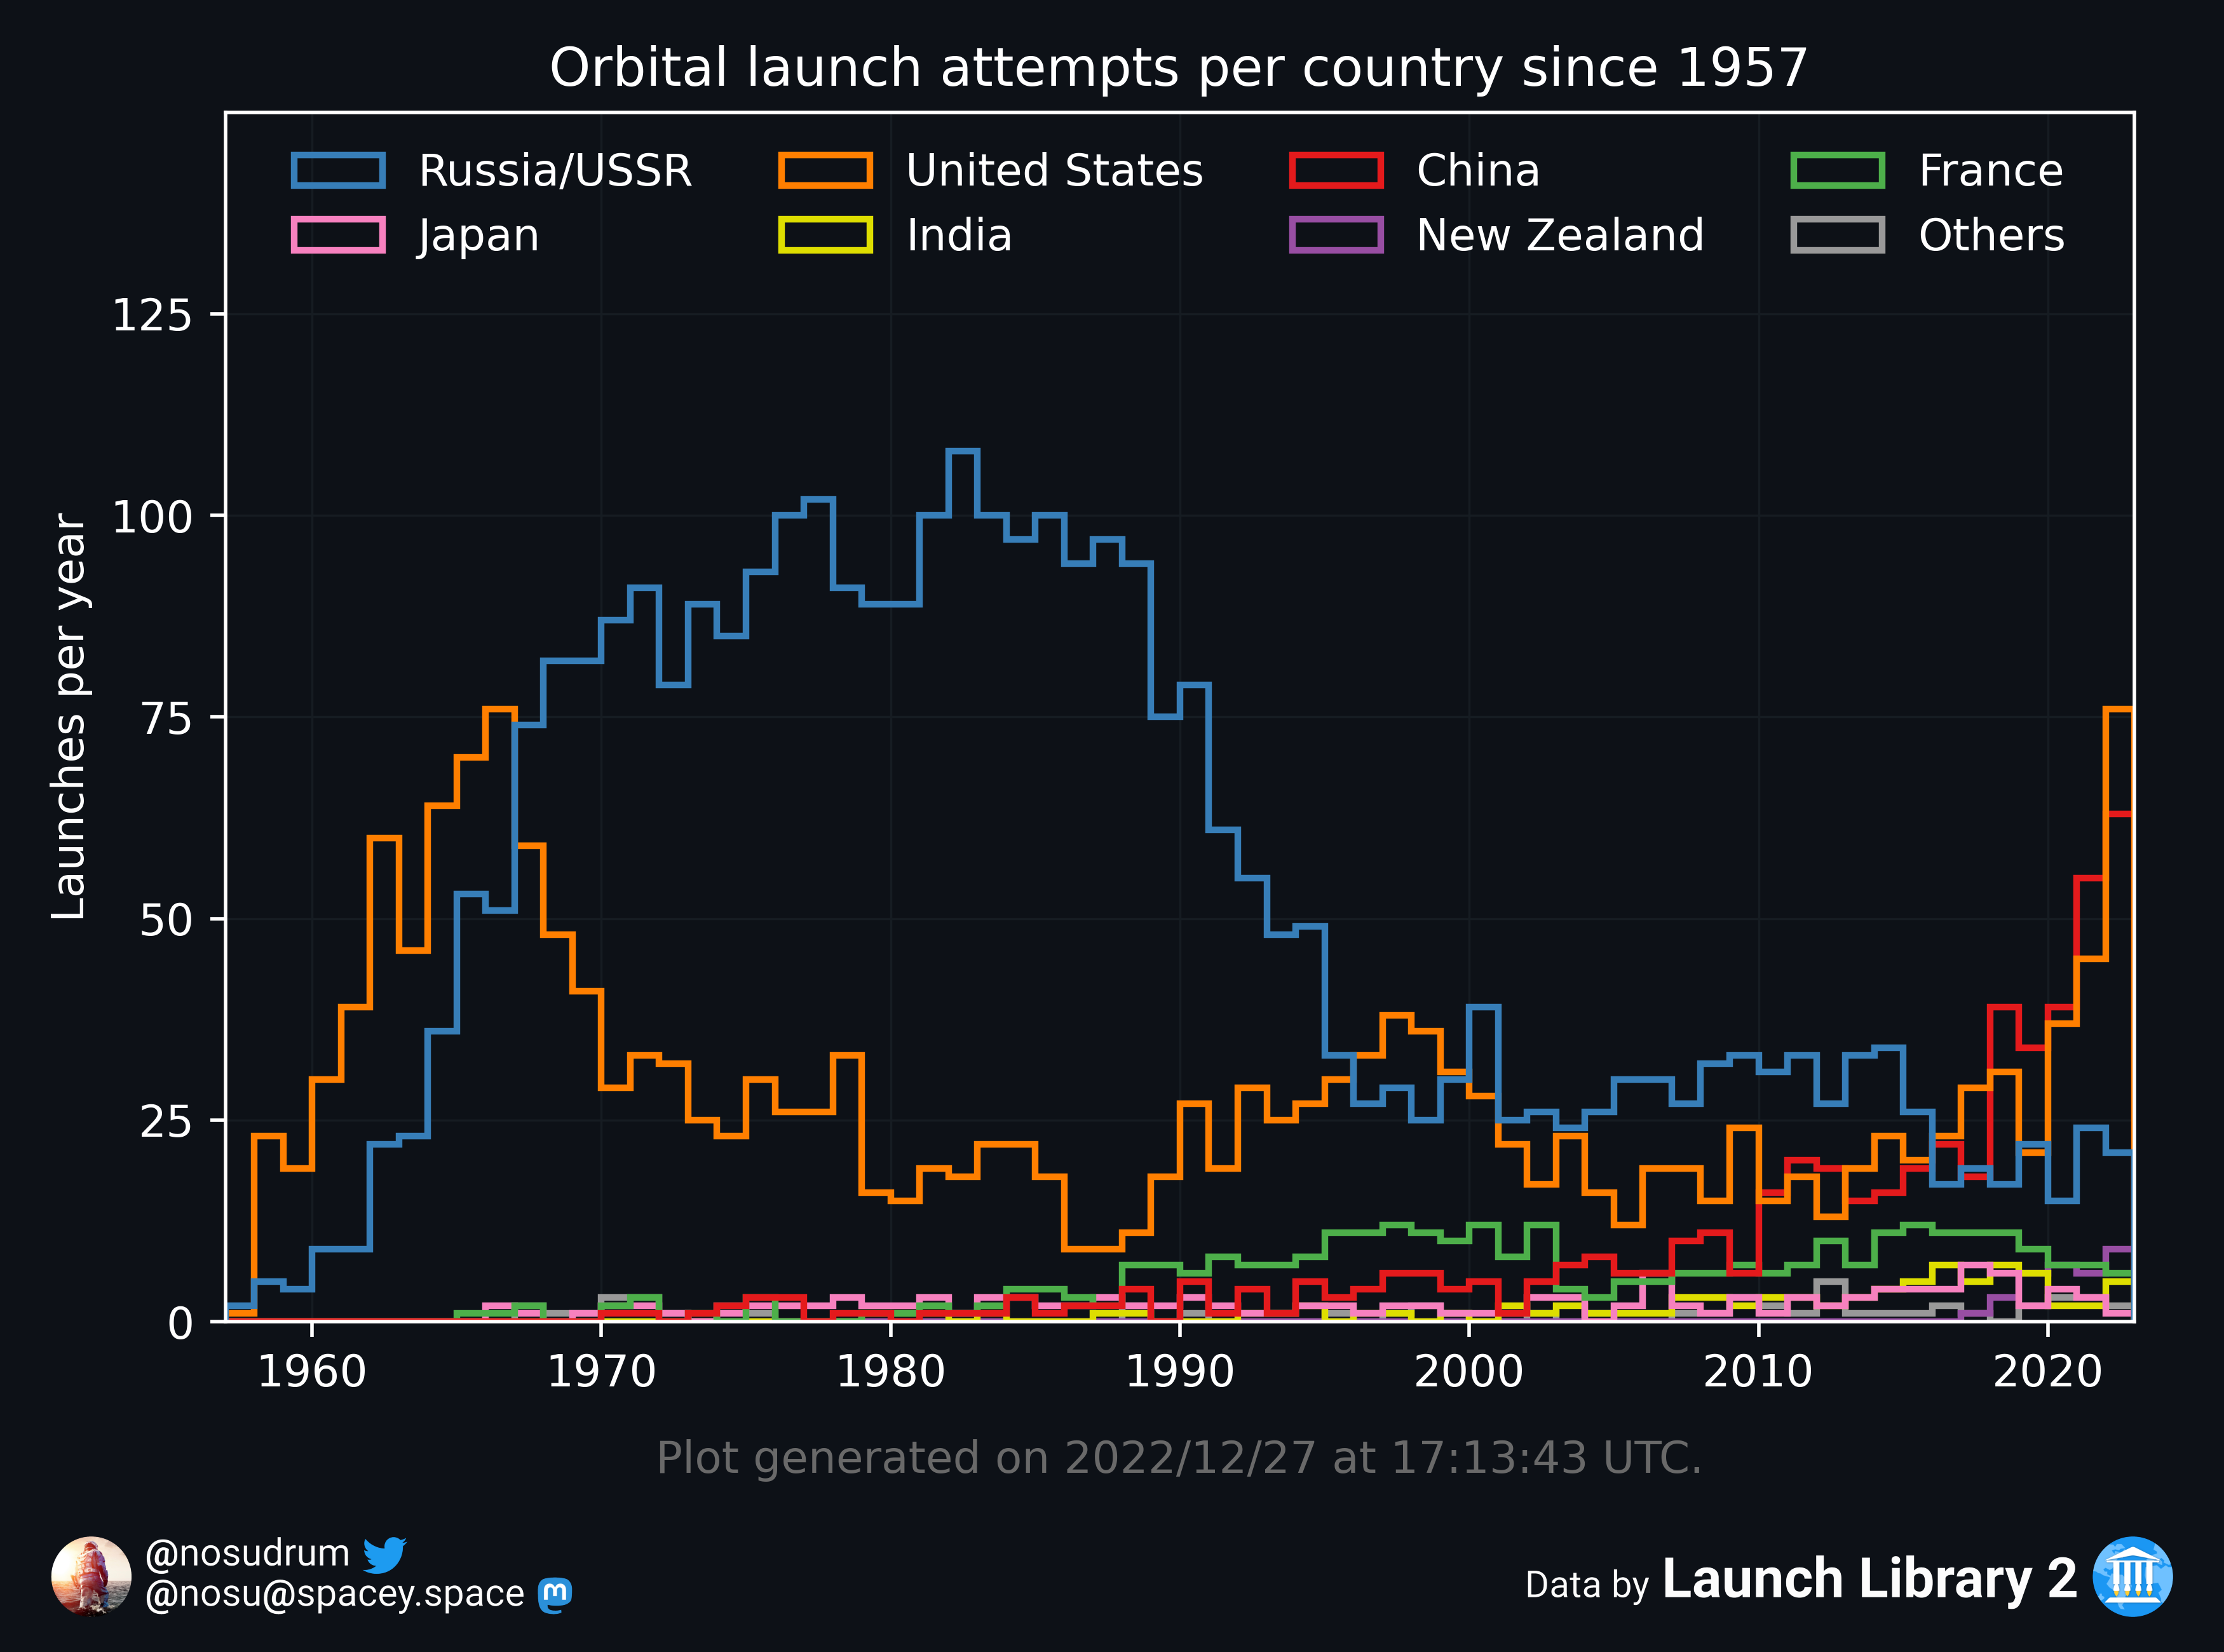 Orbital launch attempts per country since 1957
Russia/USSR United States China France
Japan India New Zealand Others
125
100
75
50
25
0
Launches per year
1960 1970 1980 1990 2000 2010 2020
Plot generated on 2022/12/27 at 17:13:43 UTC.
@nosudrum
@nosu@spacey.space
Data by Launch Library 2